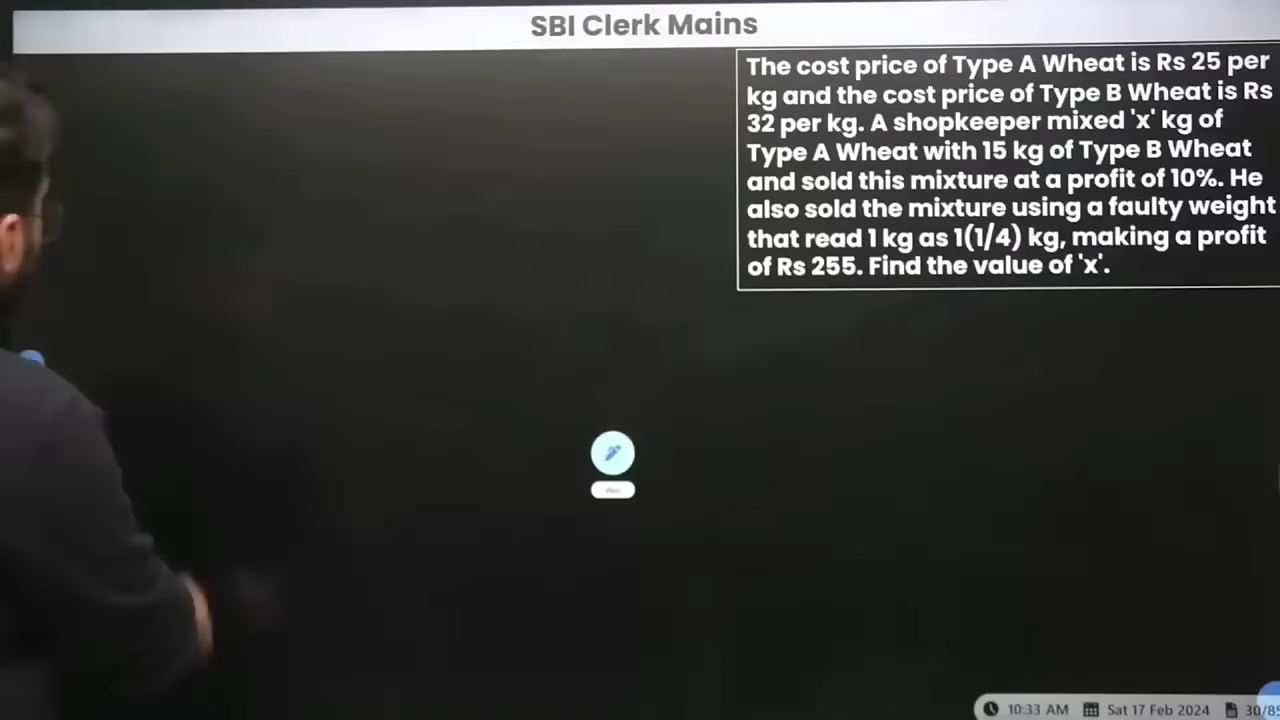 SBI Clerk Mains
The cost price of Type A Wheat is Rs 25 per
kg and the cost price of Type B Wheat is Rs
32 per kg. A shopkeeper mixed 'x' kg of
Type A Wheat with 15 kg of Type B Wheat
and sold this mixture at a profit of 10%. He
also sold the mixture using a faulty weight
that read 1 kg as 1(1/4) kg, making a profit
of Rs 255. Find the value of 'x'.
10:33 AM Sat 17 Feb 2024 30/85